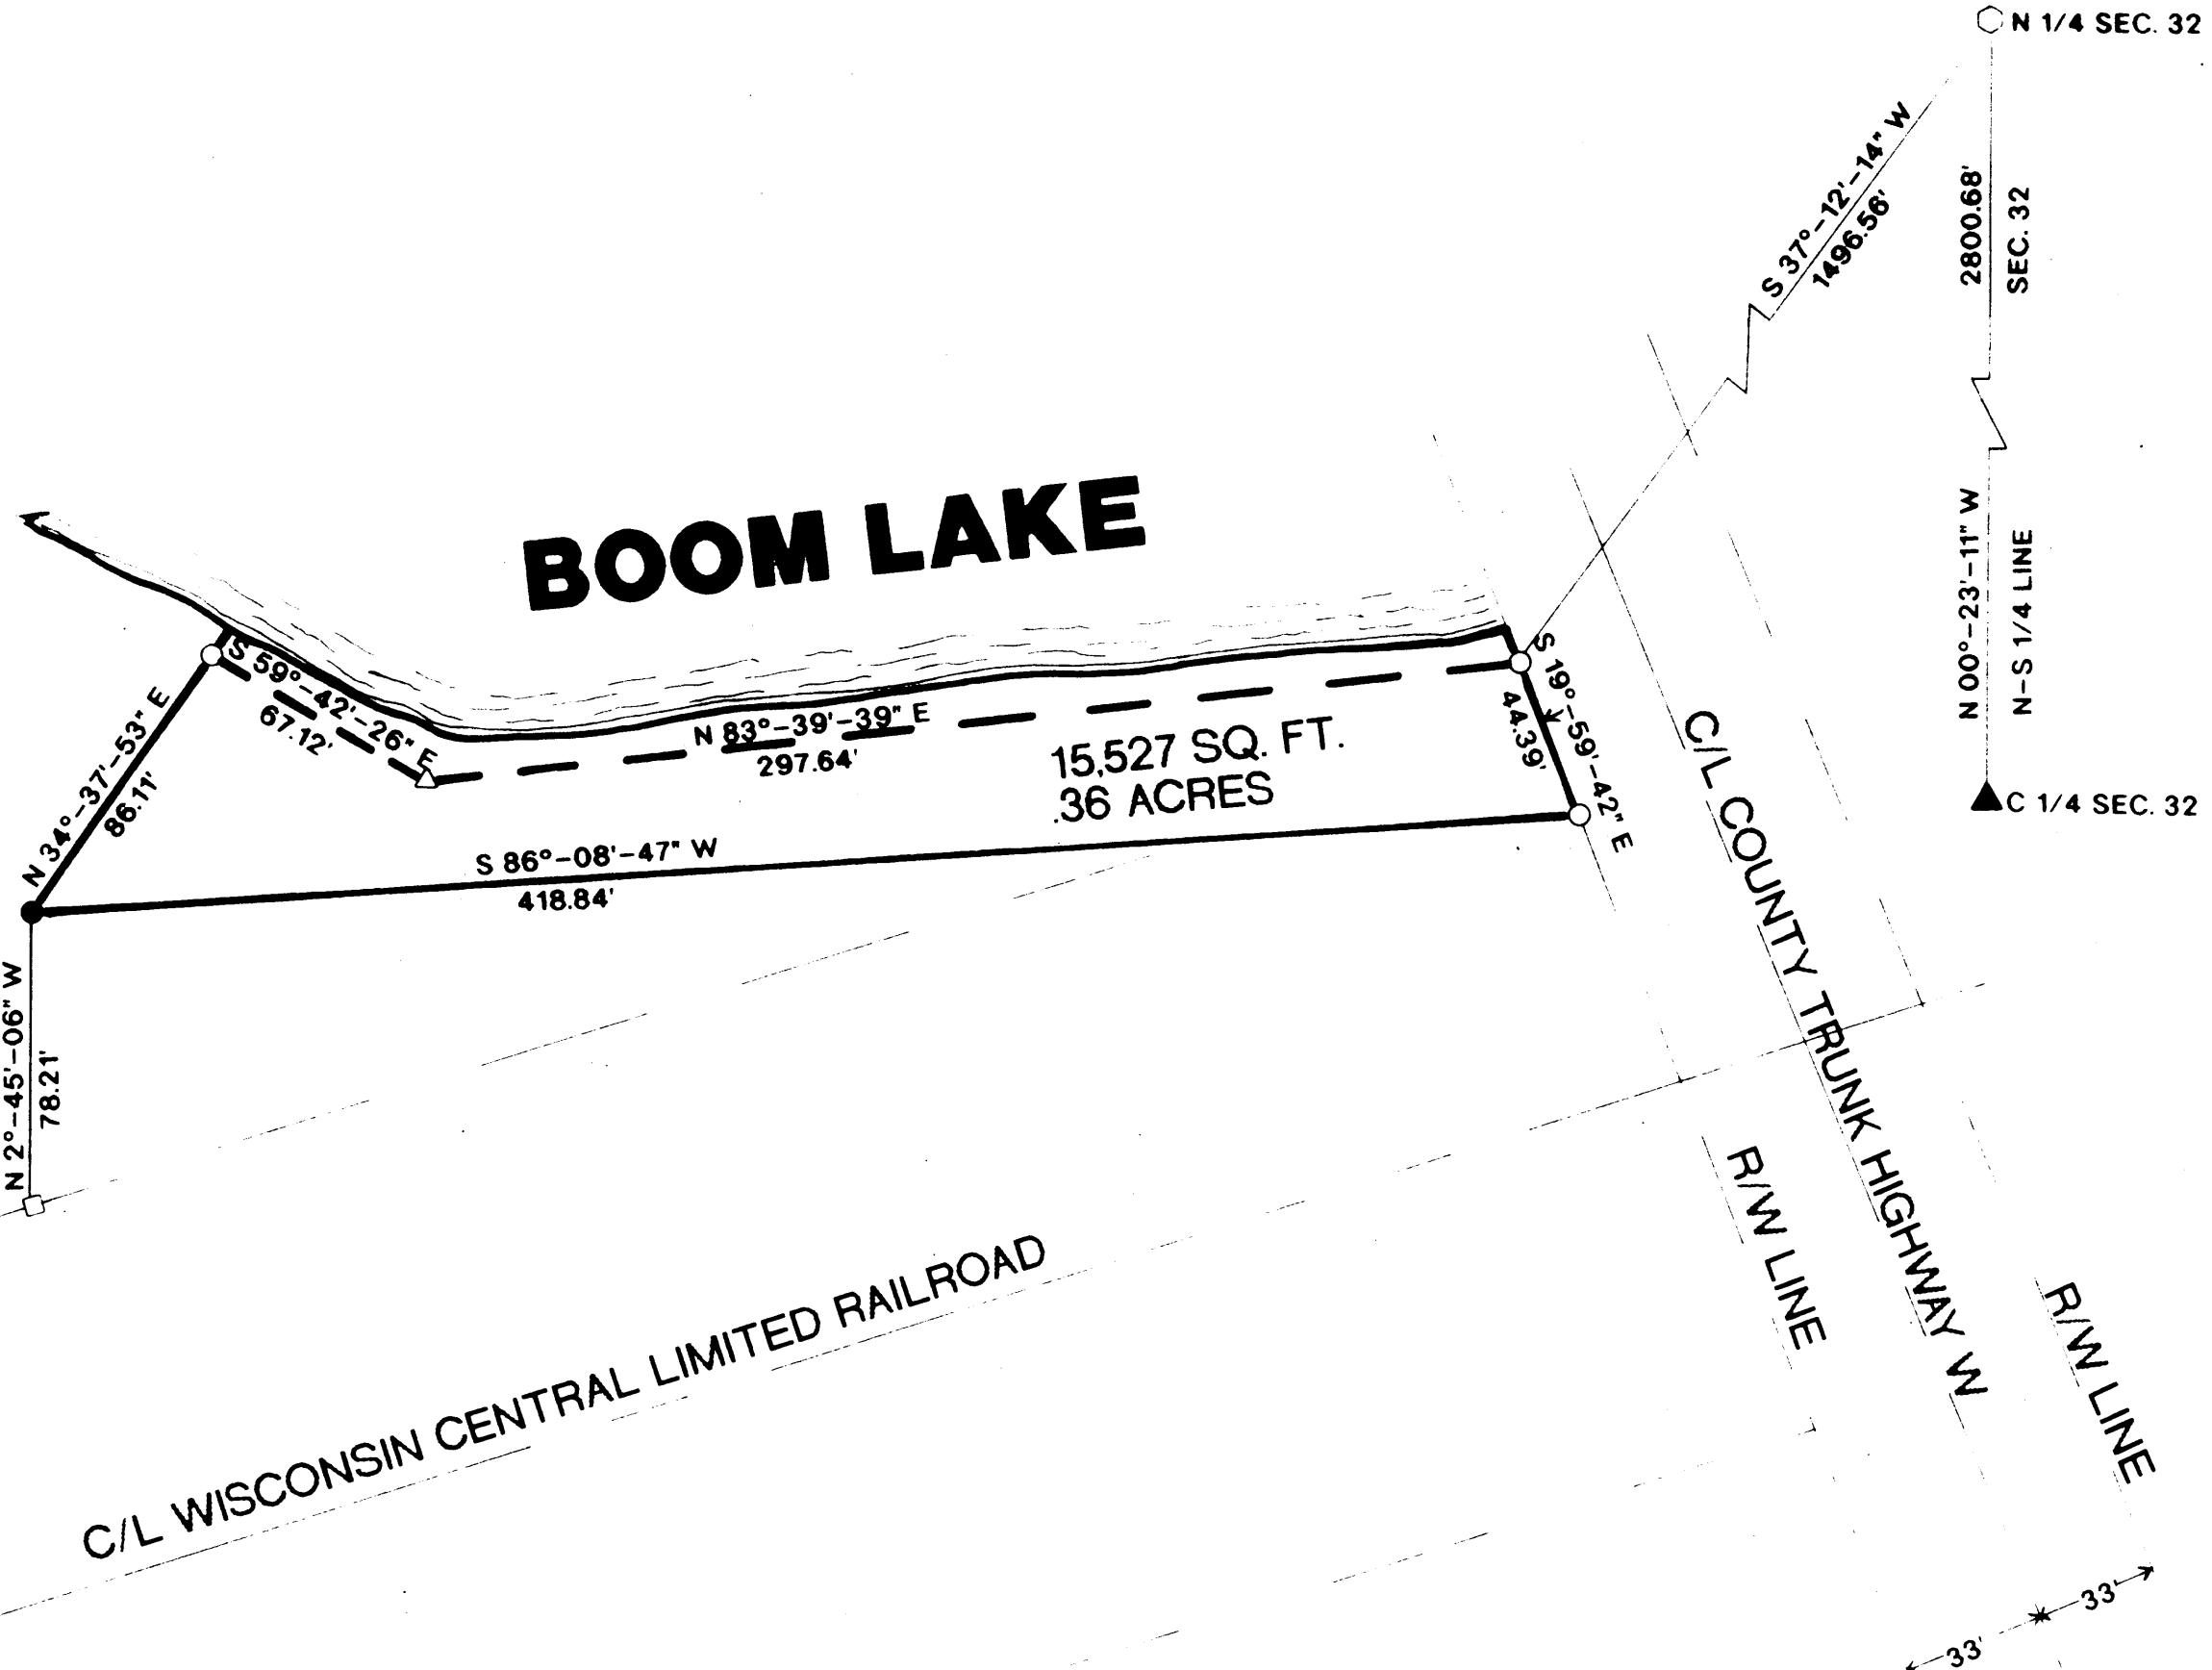 N 1/4 SEC. 32
S 37°-12'-14" W
1496.56'
2800.68'
SEC. 32
BOOM LAKE
N 00°-23'-11" W
N-S 1/4 LINE
S 59°-42'-26" E
67.12'
N 83°-39'-39" E
297.64'
S 19°-59'-42" E
44.39'
N 34°-37'-53" E
86.11'
15,527 SQ. FT.
.36 ACRES
C 1/4 SEC. 32
S 86°-08'-47" W
418.84'
C/L COUNTY TRUNK HIGHWAY W
N 2°-45'-06" W
78.21'
R/W LINE
R/W LINE
C/L WISCONSIN CENTRAL LIMITED RAILROAD
33'
33'